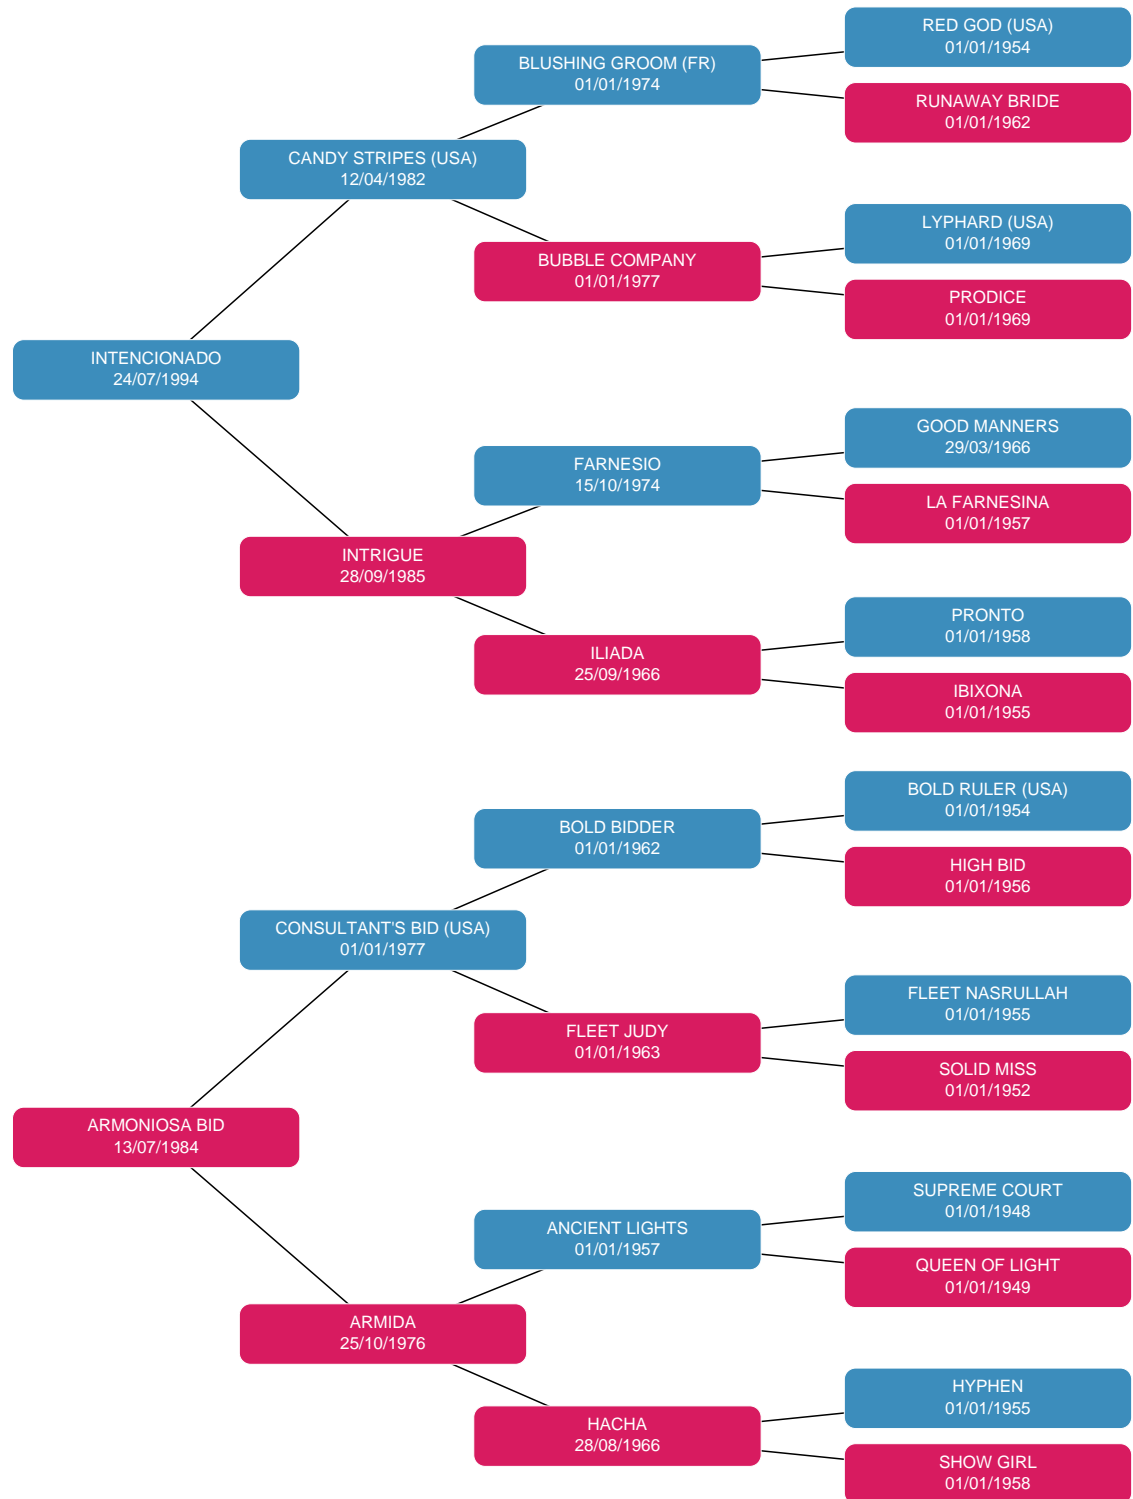 RED GOD (USA)
01/01/1954
BLUSHING GROOM (FR)
01/01/1974
RUNAWAY BRIDE
01/01/1962
CANDY STRIPES (USA)
12/04/1982
LYPHARD (USA)
01/01/1969
BUBBLE COMPANY
01/01/1977
PRODICE
01/01/1969
INTENCIONADO
24/07/1994
GOOD MANNERS
29/03/1966
FARNESIO
15/10/1974
LA FARNESINA
01/01/1957
INTRIGUE
28/09/1985
PRONTO
01/01/1958
ILIADA
25/09/1966
IBIXONA
01/01/1955
BOLD RULER (USA)
01/01/1954
BOLD BIDDER
01/01/1962
HIGH BID
01/01/1956
CONSULTANT'S BID (USA)
01/01/1977
FLEET NASRULLAH
01/01/1955
FLEET JUDY
01/01/1963
SOLID MISS
01/01/1952
ARMONIOSA BID
13/07/1984
SUPREME COURT
01/01/1948
ANCIENT LIGHTS
01/01/1957
QUEEN OF LIGHT
01/01/1949
ARMIDA
25/10/1976
HYPHEN
01/01/1955
HACHA
28/08/1966
SHOW GIRL
01/01/1958